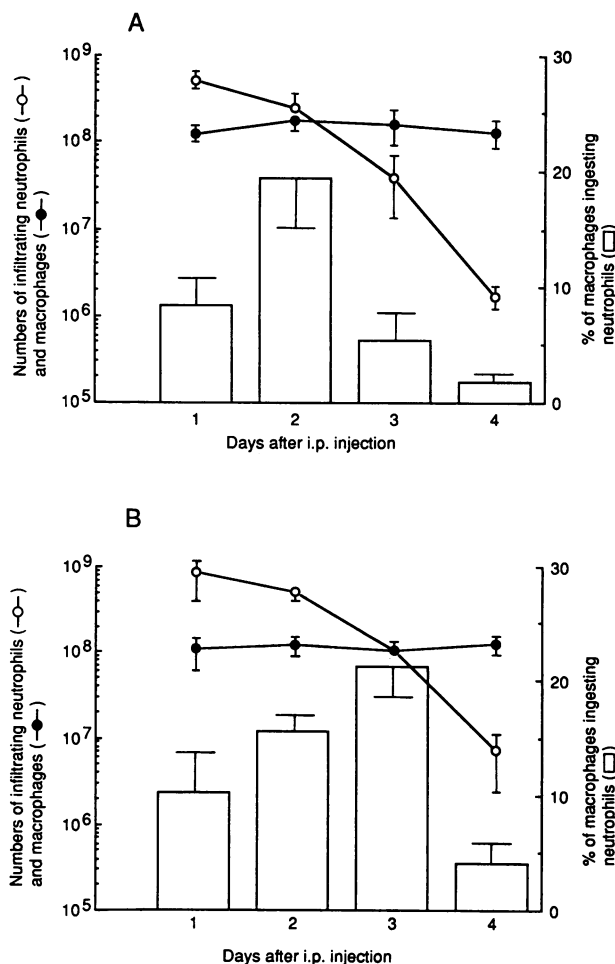 A
Numbers of infiltrating neutrophils (—○—)
and macrophages (—●—)
10⁹
10⁸
10⁷
10⁶
10⁵
30
20
10
0
% of macrophages ingesting
neutrophils (□)
1 2 3 4
Days after i.p. injection
B
Numbers of infiltrating neutrophils (—○—)
and macrophages (—●—)
10⁹
10⁸
10⁷
10⁶
10⁵
30
20
10
0
% of macrophages ingesting
neutrophils (□)
1 2 3 4
Days after i.p. injection